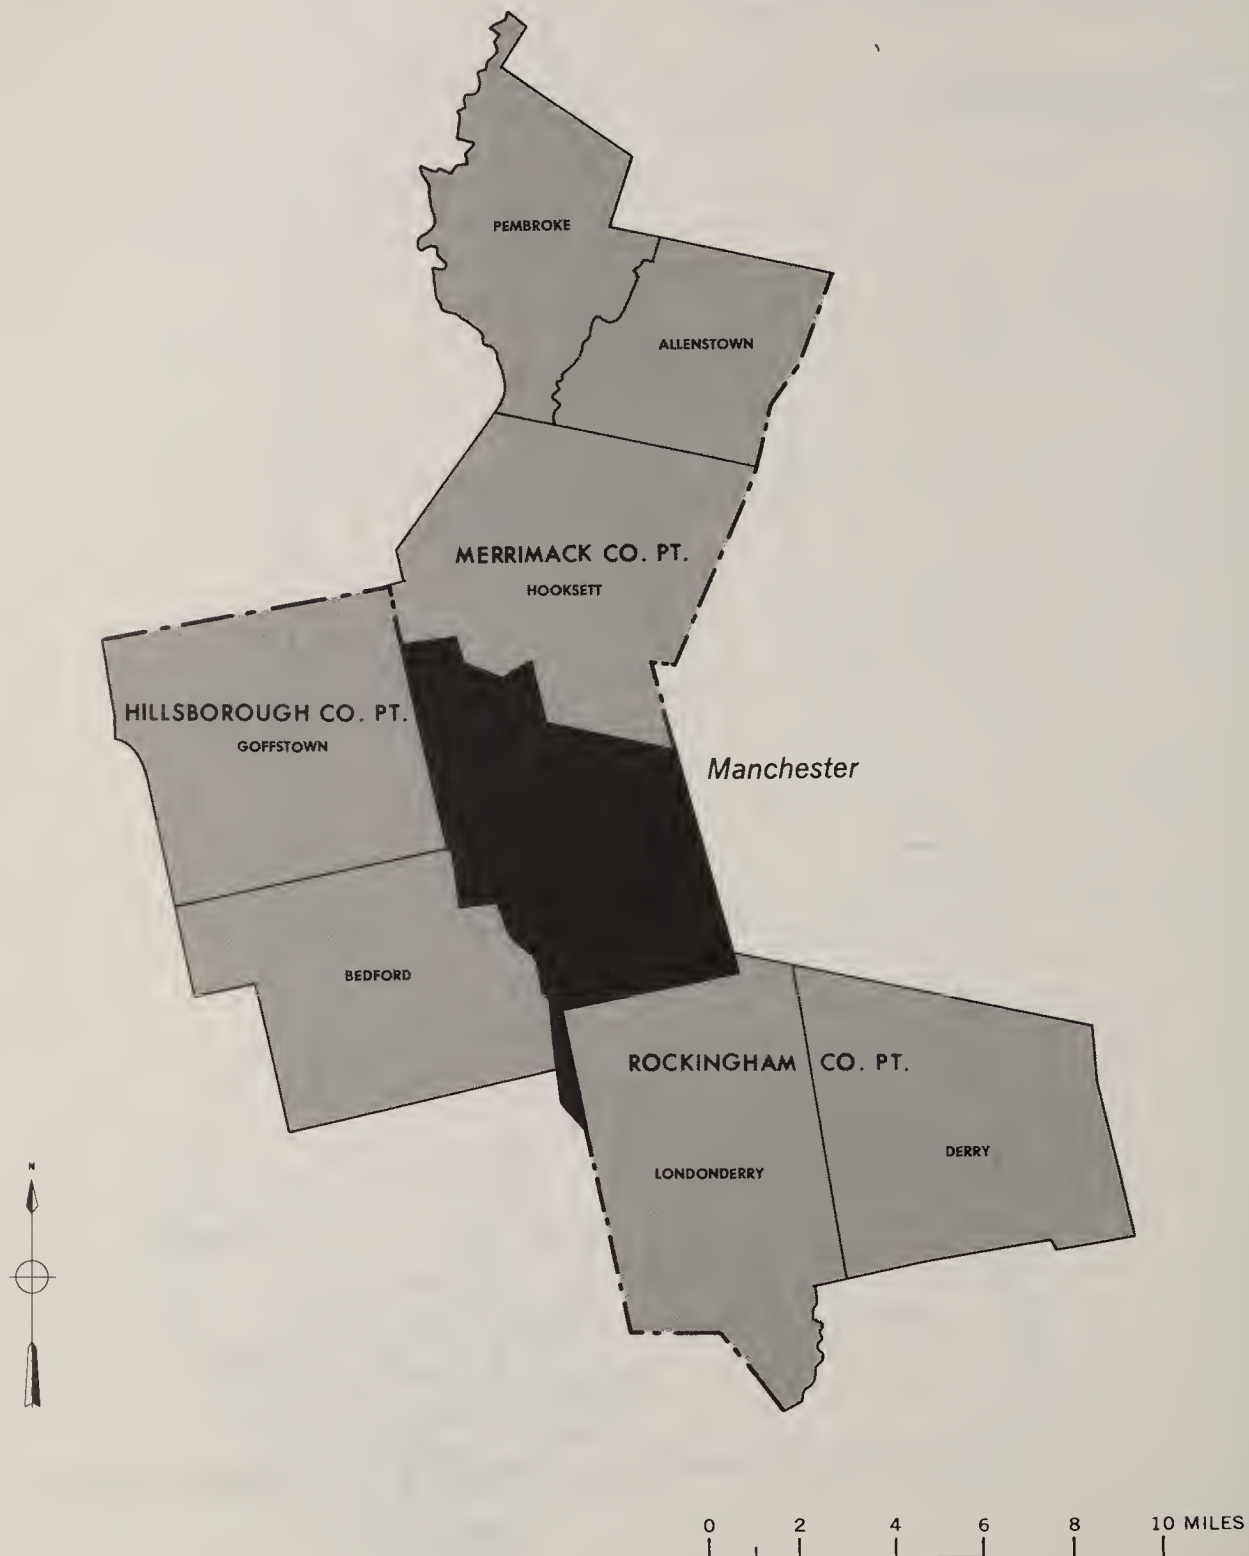 PEMBROKE
ALLENSTOWN
MERRIMACK CO. PT.
HOOKSETT
HILLSBOROUGH CO. PT.
GOFFSTOWN
Manchester
BEDFORD
ROCKINGHAM CO. PT.
DERRY
LONDONDERRY
N
0 2 4 6 8 10 MILES